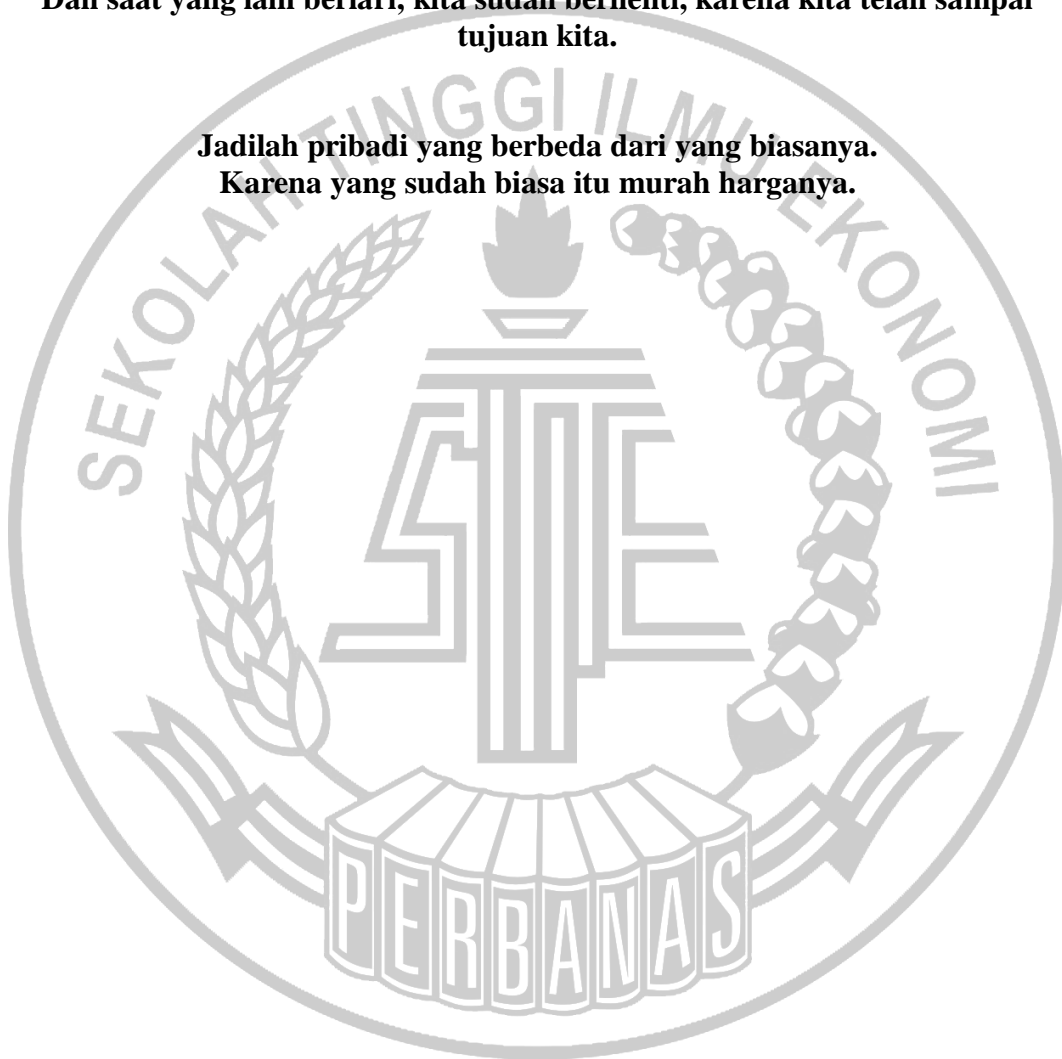 Dan saat yang lain berlari, kita sudah berhenti, karena kita telah sampai
tujuan kita.
SEKOLAH TINGGI ILMU EKONOMI
Jadilah pribadi yang berbeda dari yang biasanya.
Karena yang sudah biasa itu murah harganya.
STIE
PERBANAS